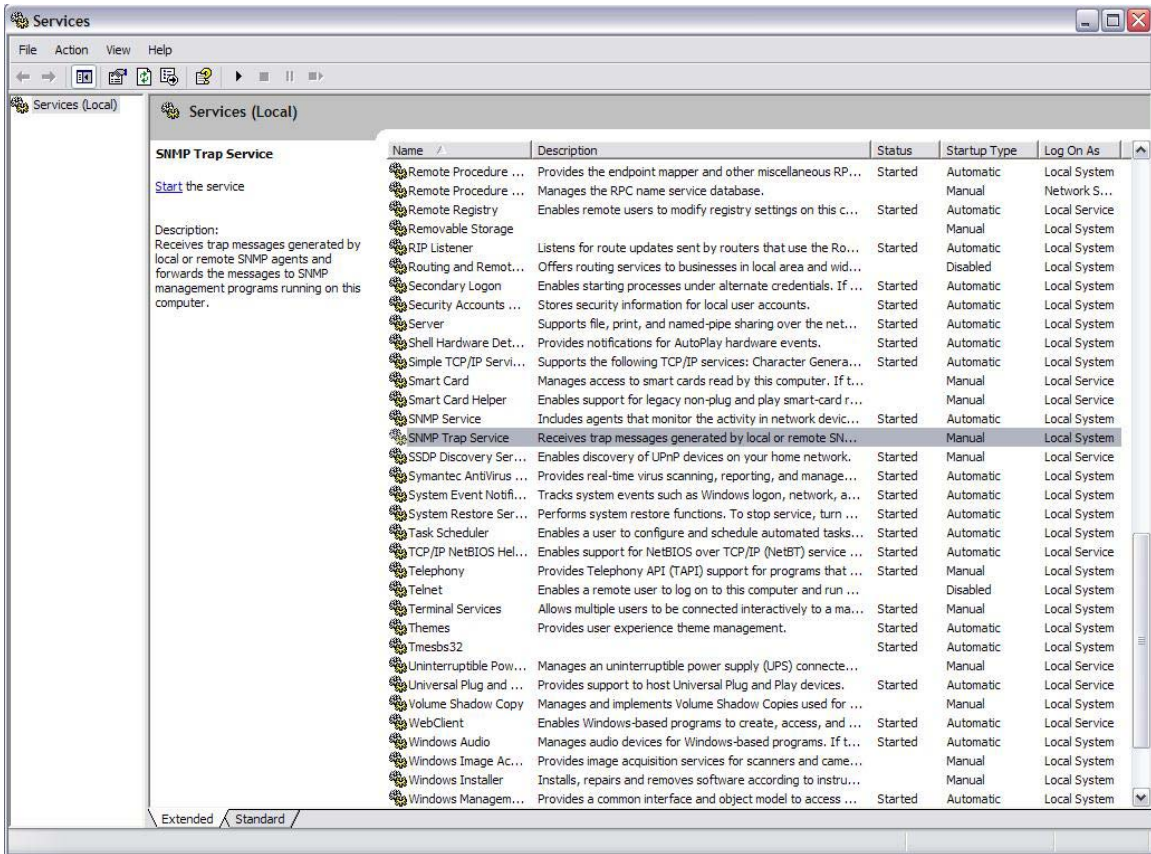 Services
File Action View Help
Services (Local)
Services (Local)
SNMP Trap Service
Start the service
Description:
Receives trap messages generated by
local or remote SNMP agents and
forwards the messages to SNMP
management programs running on this
computer.
Name Description Status Startup Type Log On As
Remote Procedure ... Provides the endpoint mapper and other miscellaneous RP... Started Automatic Local System
Remote Procedure ... Manages the RPC name service database. Manual Network S...
Remote Registry Enables remote users to modify registry settings on this c... Started Automatic Local Service
Removable Storage Manual Local System
RIP Listener Listens for route updates sent by routers that use the Ro... Started Automatic Local System
Routing and Remot... Offers routing services to businesses in local area and wid... Disabled Local System
Secondary Logon Enables starting processes under alternate credentials. If ... Started Automatic Local System
Security Accounts ... Stores security information for local user accounts. Started Automatic Local System
Server Supports file, print, and named-pipe sharing over the net... Started Automatic Local System
Shell Hardware Det... Provides notifications for AutoPlay hardware events. Started Automatic Local System
Simple TCP/IP Servi... Supports the following TCP/IP services: Character Genera... Started Automatic Local System
Smart Card Manages access to smart cards read by this computer. If t... Manual Local Service
Smart Card Helper Enables support for legacy non-plug and play smart-card r... Manual Local Service
SNMP Service Includes agents that monitor the activity in network devic... Started Automatic Local System
SNMP Trap Service Receives trap messages generated by local or remote SN... Manual Local System
SSDP Discovery Ser... Enables discovery of UPnP devices on your home network. Started Manual Local Service
Symantec AntiVirus ... Provides real-time virus scanning, reporting, and manage... Started Automatic Local System
System Event Notifi... Tracks system events such as Windows logon, network, a... Started Automatic Local System
System Restore Ser... Performs system restore functions. To stop service, turn ... Started Automatic Local System
Task Scheduler Enables a user to configure and schedule automated tasks... Started Automatic Local System
TCP/IP NetBIOS Hel... Enables support for NetBIOS over TCP/IP (NetBT) service ... Started Automatic Local Service
Telephony Provides Telephony API (TAPI) support for programs that ... Started Manual Local System
Telnet Enables a remote user to log on to this computer and run ... Disabled Local System
Terminal Services Allows multiple users to be connected interactively to a ma... Started Manual Local System
Themes Provides user experience theme management. Started Automatic Local System
Tmesbs32 Started Automatic Local System
Uninterruptible Pow... Manages an uninterruptible power supply (UPS) connecte... Manual Local Service
Universal Plug and ... Provides support to host Universal Plug and Play devices. Started Automatic Local Service
Volume Shadow Copy Manages and implements Volume Shadow Copies used for ... Manual Local System
WebClient Enables Windows-based programs to create, access, and ... Started Automatic Local Service
Windows Audio Manages audio devices for Windows-based programs. If t... Started Automatic Local System
Windows Image Ac... Provides image acquisition services for scanners and came... Manual Local System
Windows Installer Installs, repairs and removes software according to instru... Manual Local System
Windows Managem... Provides a common interface and object model to access ... Started Automatic Local System
Extended Standard